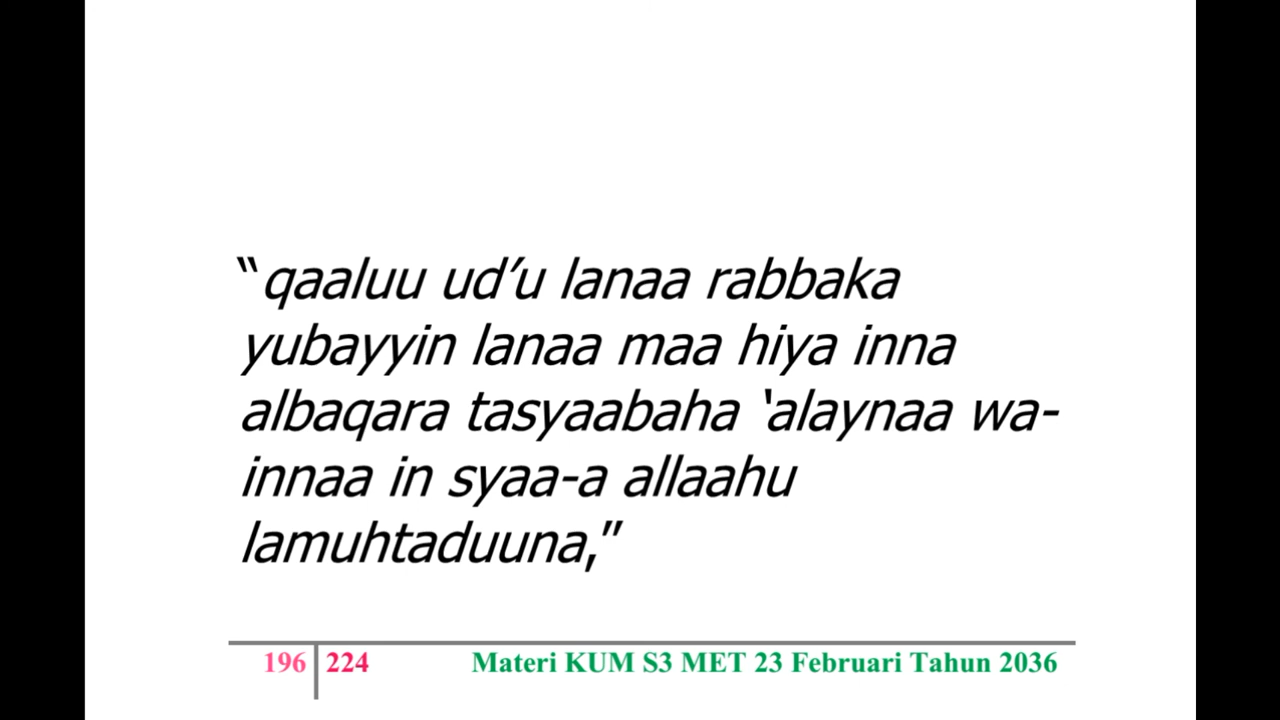 “qaaluu ud’u lanaa rabbaka
yubayyin lanaa maa hiya inna
albaqara tasyaabaha ‘alaynaa wa-
innaa in syaa-a allaahu
lamuhtaduuna,”
196 224 Materi KUM S3 MET 23 Februari Tahun 2036